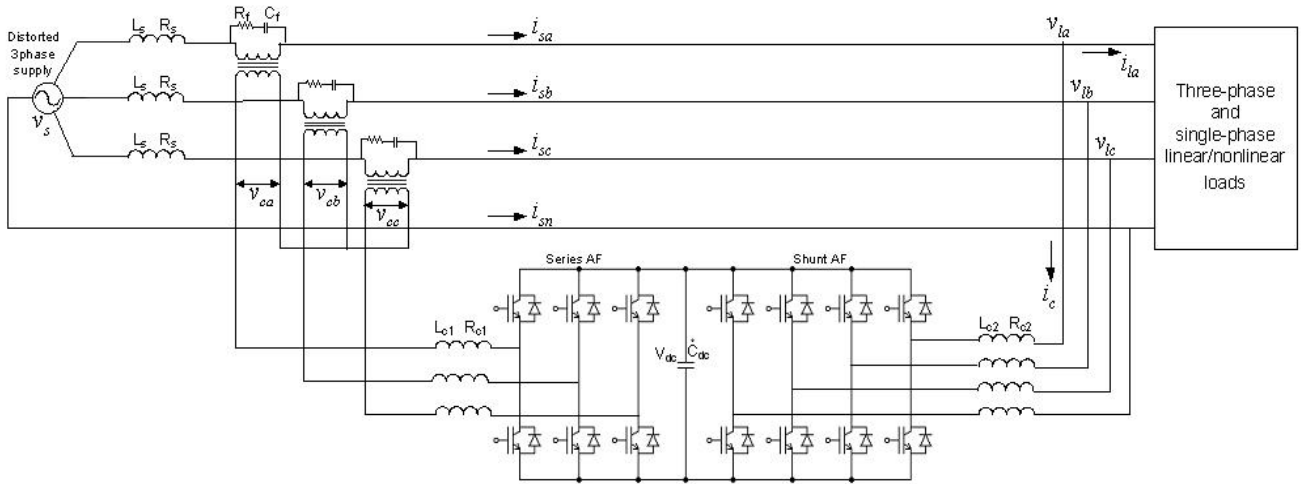 Distorted
3phase
supply
v_s
L_s R_s
R_f C_f
i_sa
v_la
i_la
L_s R_s
i_sb
v_lb
L_s R_s
i_sc
v_lc
v_ca
v_cb
v_cc
i_sn
i_c
Three-phase
and
single-phase
linear/nonlinear
loads
Series AF
Shunt AF
L_c1 R_c1
V_dc
C_dc
L_c2 R_c2